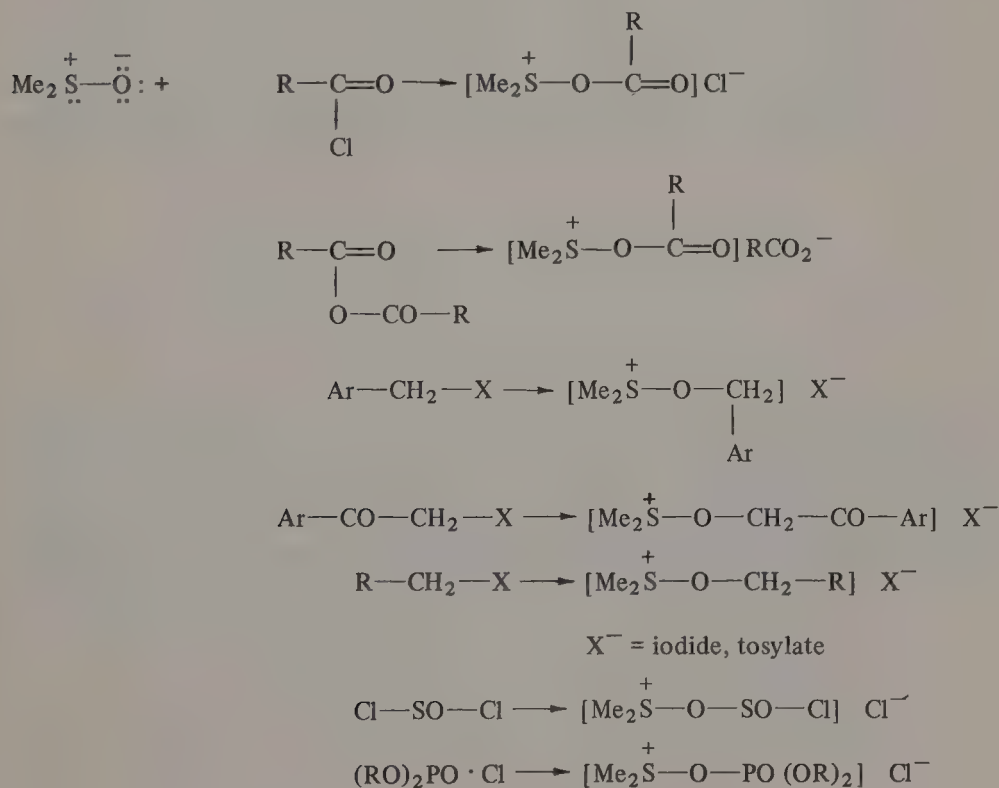 Me₂S⁺—O⁻: + R—C(Cl)=O ⟶ [Me₂S⁺—O—C(R)=O] Cl⁻
R—C(O—CO—R)=O ⟶ [Me₂S⁺—O—C(R)=O] RCO₂⁻
Ar—CH₂—X ⟶ [Me₂S⁺—O—CH₂(Ar)] X⁻
Ar—CO—CH₂—X ⟶ [Me₂S⁺—O—CH₂—CO—Ar] X⁻
R—CH₂—X ⟶ [Me₂S⁺—O—CH₂—R] X⁻
X⁻ = iodide, tosylate
Cl—SO—Cl ⟶ [Me₂S⁺—O—SO—Cl] Cl⁻
(RO)₂PO · Cl ⟶ [Me₂S⁺—O—PO (OR)₂] Cl⁻